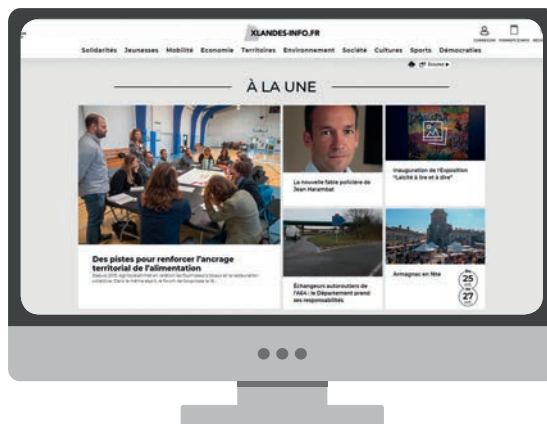 XLANDES-INFO.FR
CONNEXION
Solidarités Jeunesses Mobilité Economie Territoires Environnement Société Cultures Sports Démocraties
Écoutez
À LA UNE
Des pistes pour renforcer l'ancrage
territorial de l'alimentation
La nouvelle fable policière de
Jean Harambat
Inauguration de l'Exposition
"Laïcité à lire et à dire"
Échangeurs autoroutiers de
l'A64 : le Département prend
ses responsabilités
Armagnac en fête
25
27